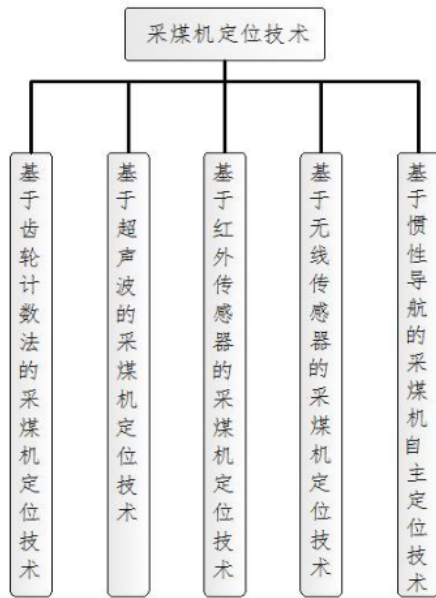 采煤机定位技术
基于齿轮计数法的采煤机定位技术
基于超声波的采煤机定位技术
基于红外传感器的采煤机定位技术
基于无线传感器的采煤机定位技术
基于惯性导航的采煤机自主定位技术